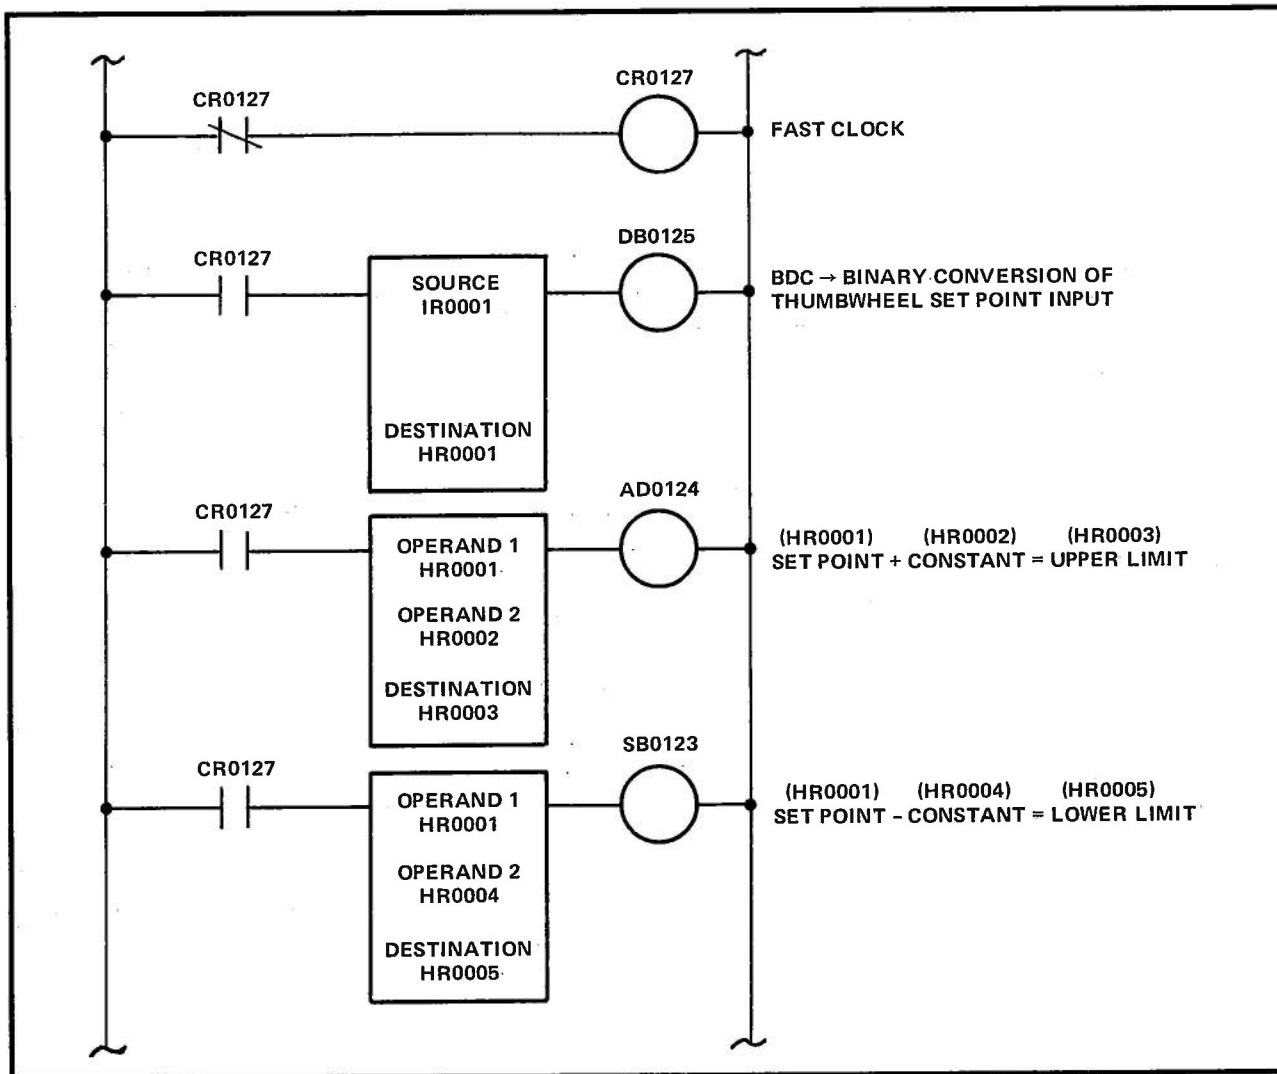 CR0127
CR0127
FAST CLOCK
CR0127
SOURCE
IR0001
DESTINATION
HR0001
DB0125
BDC → BINARY CONVERSION OF
THUMBWHEEL SET POINT INPUT
CR0127
OPERAND 1
HR0001
OPERAND 2
HR0002
DESTINATION
HR0003
AD0124
(HR0001) (HR0002) (HR0003)
SET POINT + CONSTANT = UPPER LIMIT
CR0127
OPERAND 1
HR0001
OPERAND 2
HR0004
DESTINATION
HR0005
SB0123
(HR0001) (HR0004) (HR0005)
SET POINT – CONSTANT = LOWER LIMIT